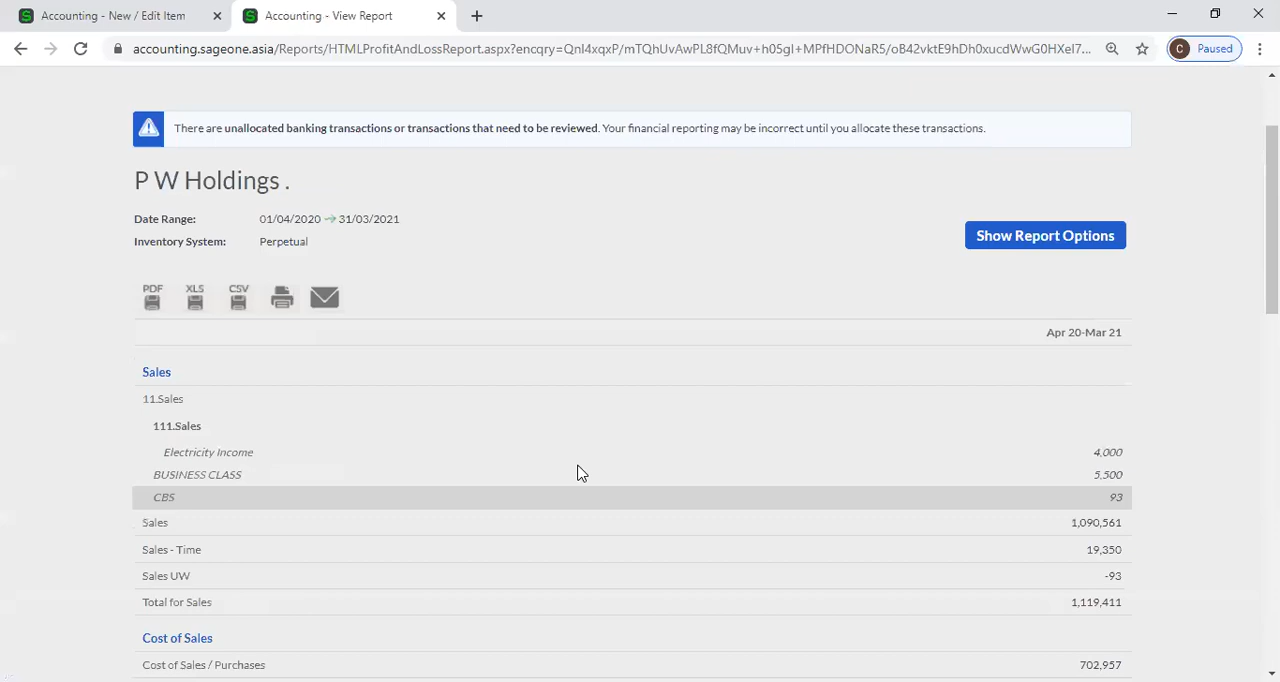 Accounting - New / Edit Item
Accounting - View Report
accounting.sageone.asia/Reports/HTMLProfitAndLossReport.aspx?encqry=QnI4xqxP/mTQhUvAwPL8fQMuv+h05gI+MPfHDONaR5/oB42vktE9hDh0xucdWwG0HXeI7...
C Paused
There are unallocated banking transactions or transactions that need to be reviewed. Your financial reporting may be incorrect until you allocate these transactions.
P W Holdings .
Date Range: 01/04/2020 → 31/03/2021
Inventory System: Perpetual
Show Report Options
PDF XLS CSV
Apr 20-Mar 21
Sales
11.Sales
111.Sales
Electricity Income 4,000
BUSINESS CLASS 5,500
CBS 93
Sales 1,090,561
Sales - Time 19,350
Sales UW -93
Total for Sales 1,119,411
Cost of Sales
Cost of Sales / Purchases 702,957